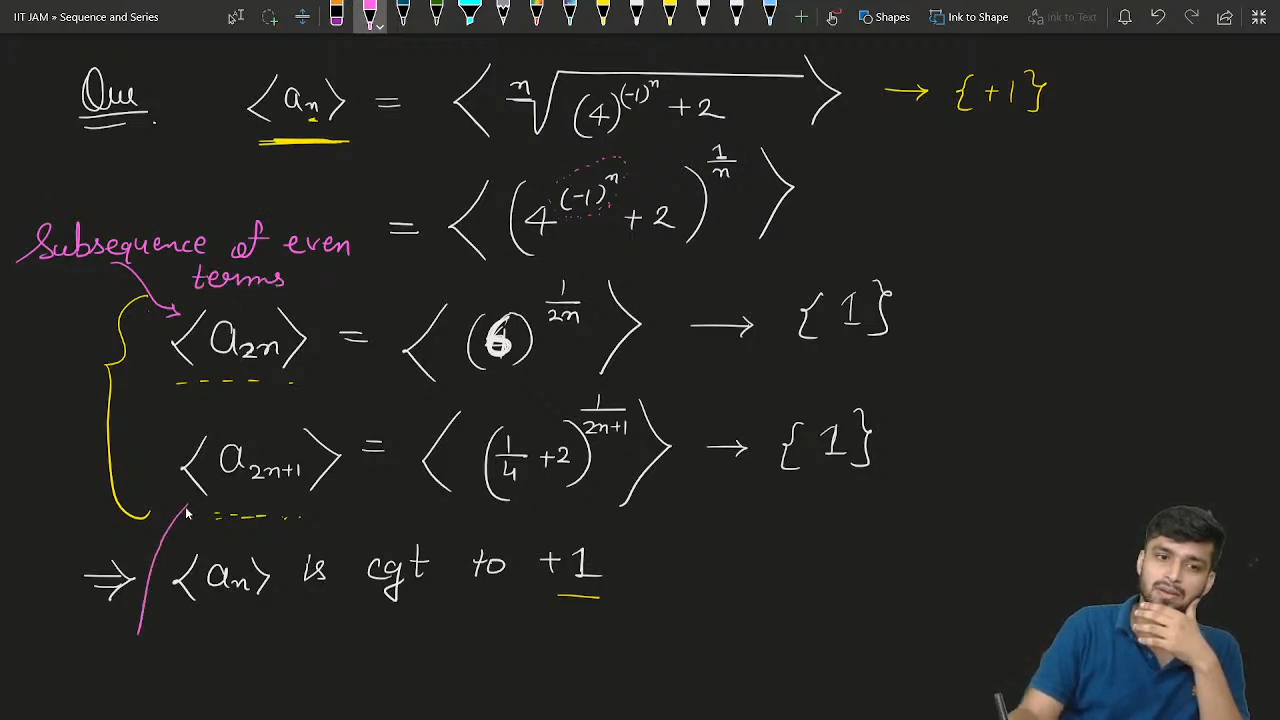 IIT JAM » Sequence and Series
Shapes
Ink to Shape
Ink to Text
Que. <aₙ> = < ⁿ√((4)^(-1)^n + 2) > → {+1}
= < (4^(-1)^n + 2)^(1/n) >
Subsequence of even
terms
<a₂ₙ> = < (6)^(1/2n) > → {1}
<a₂ₙ₊₁> = < (1/4 + 2)^(1/(2n+1)) > → {1}
⇒ <aₙ> is cgt to +1